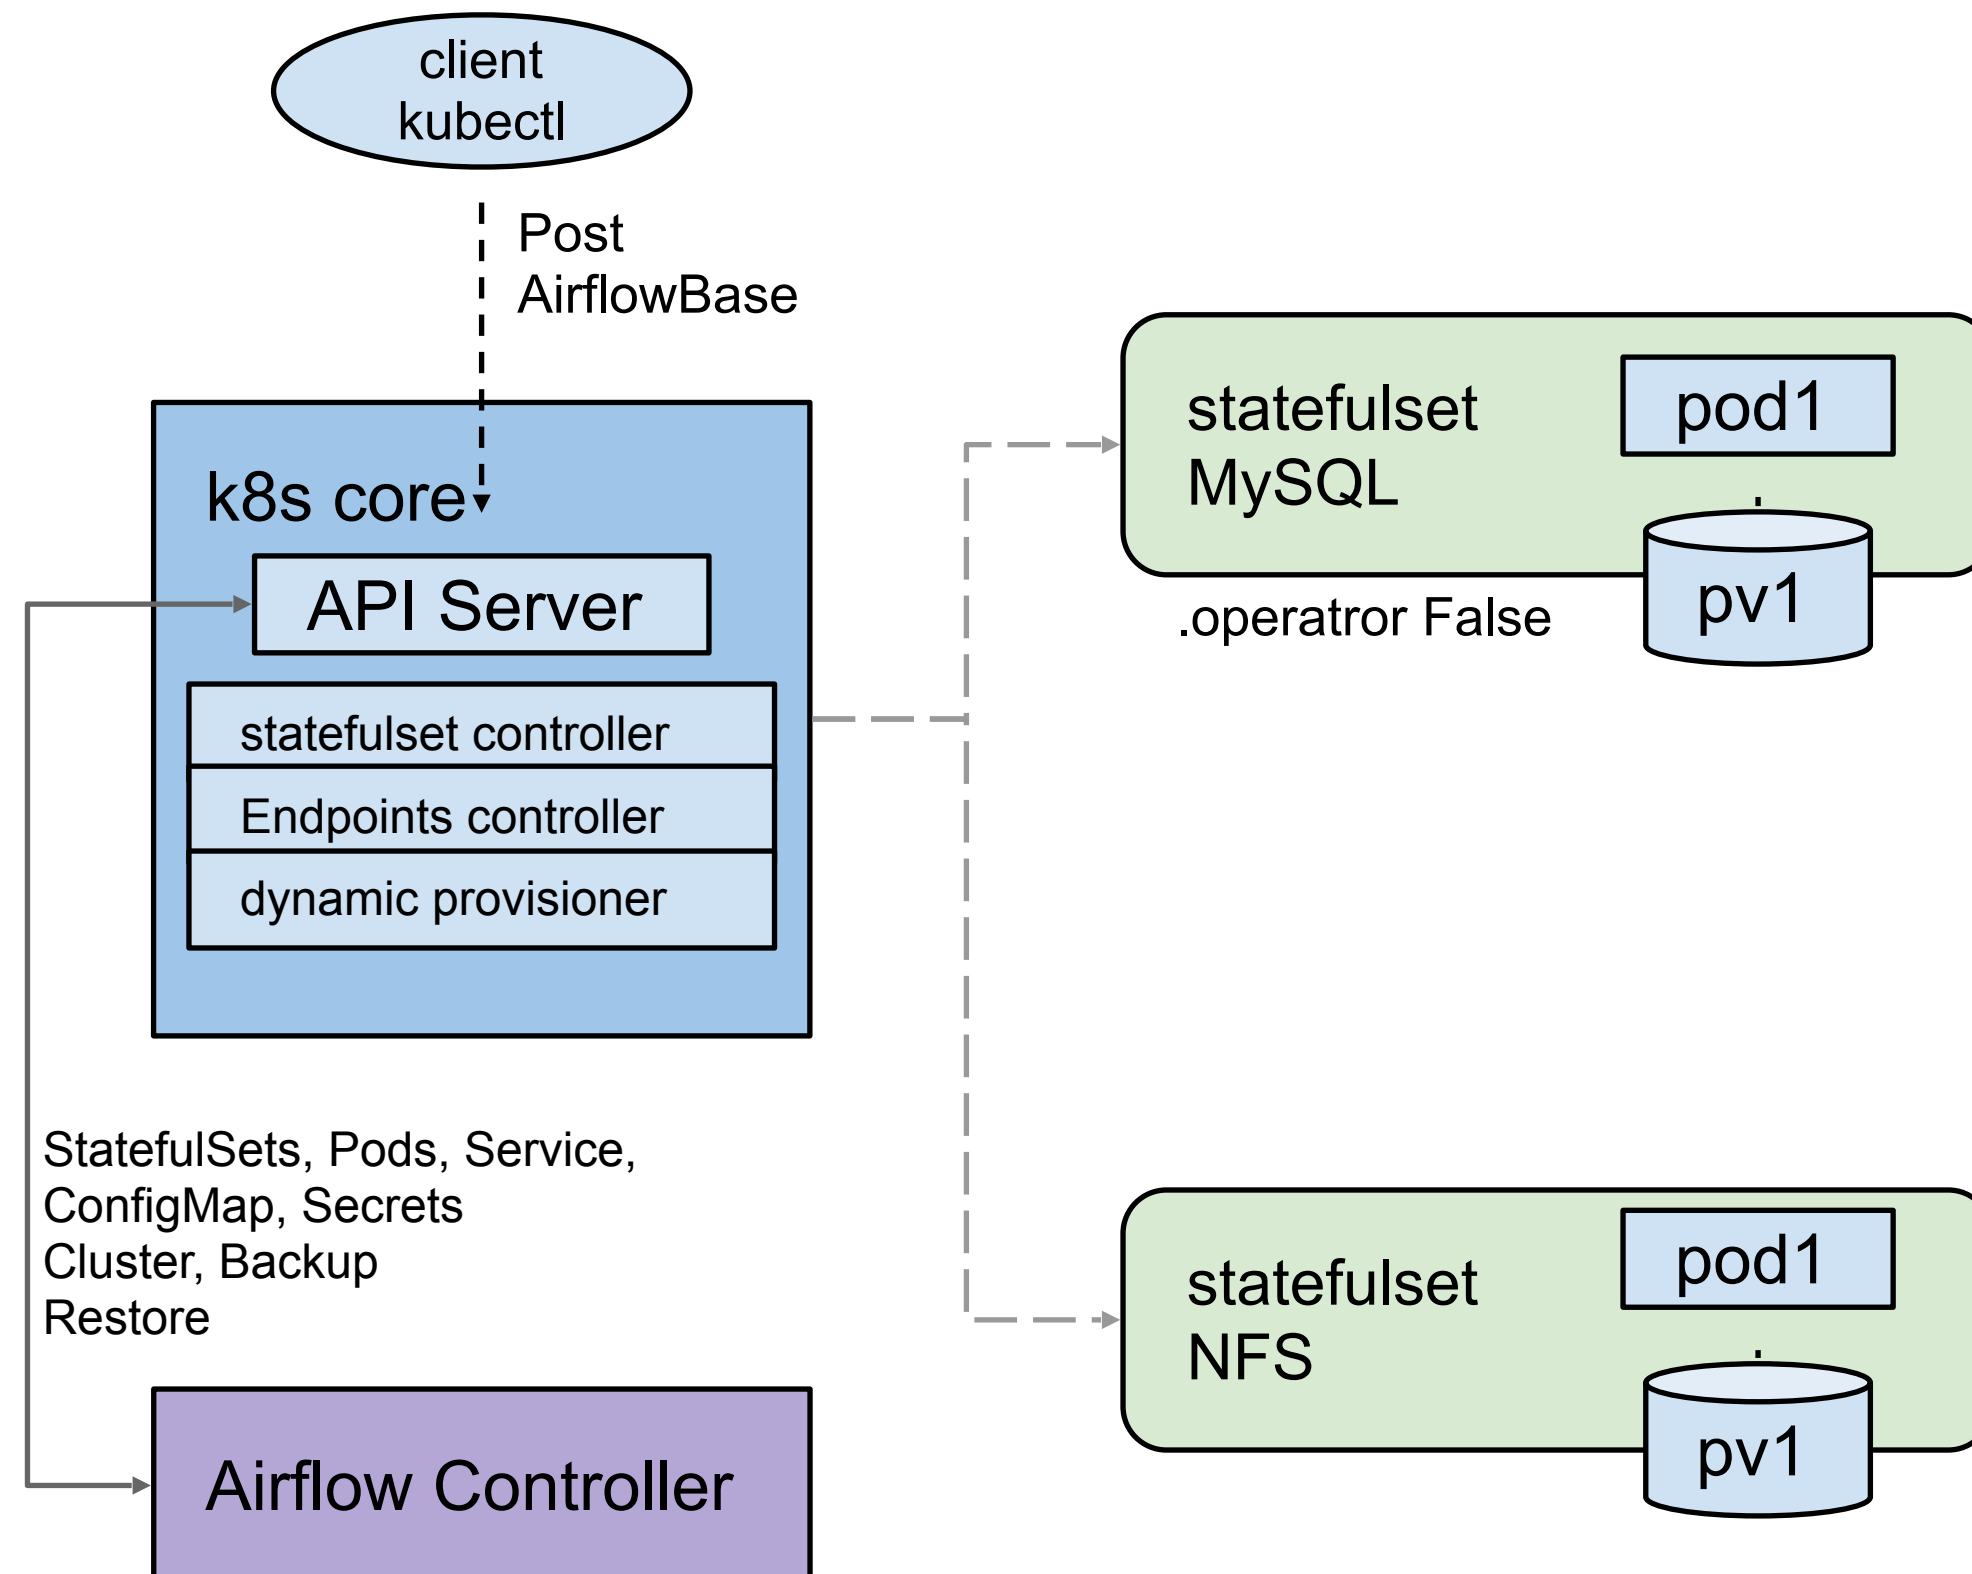 client
kubectl
Post
AirflowBase
k8s core
API Server
statefulset controller
Endpoints controller
dynamic provisioner
StatefulSets, Pods, Service,
ConfigMap, Secrets
Cluster, Backup
Restore
Airflow Controller
statefulset
MySQL
pod1
pv1
.operatror False
statefulset
NFS
pod1
pv1